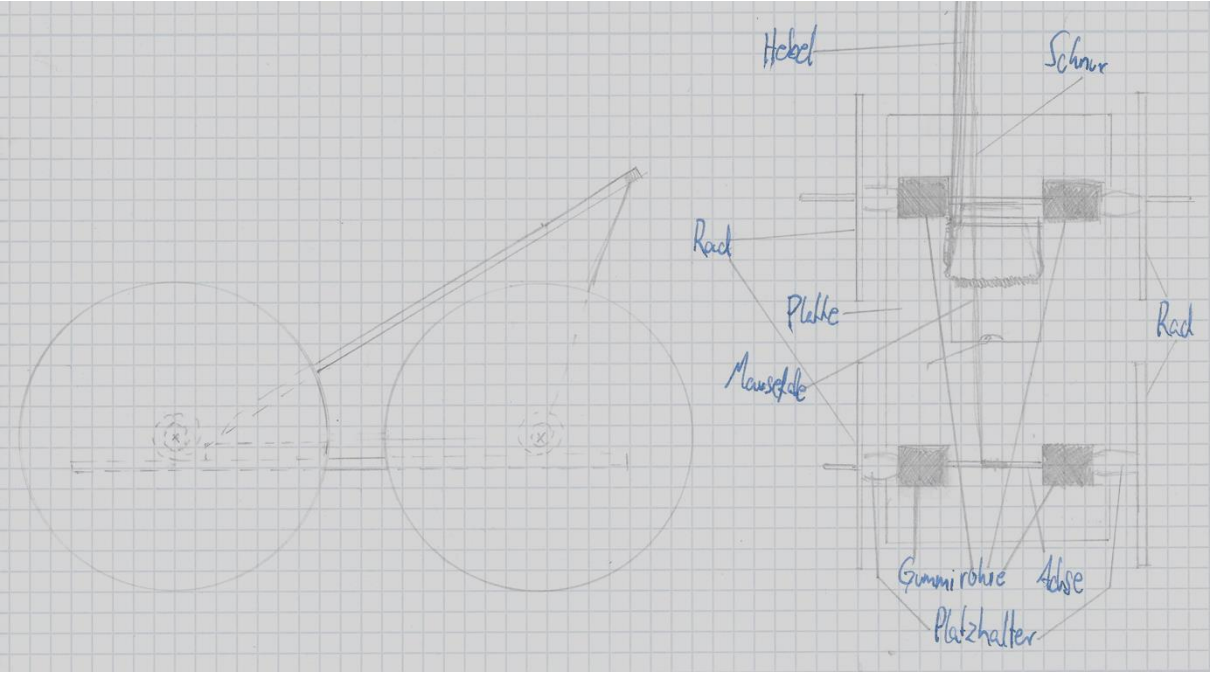 Hebel
Schnur
Rad
Platte
Rad
Mausefalle
Gummirohre
Achse
Platzhalter